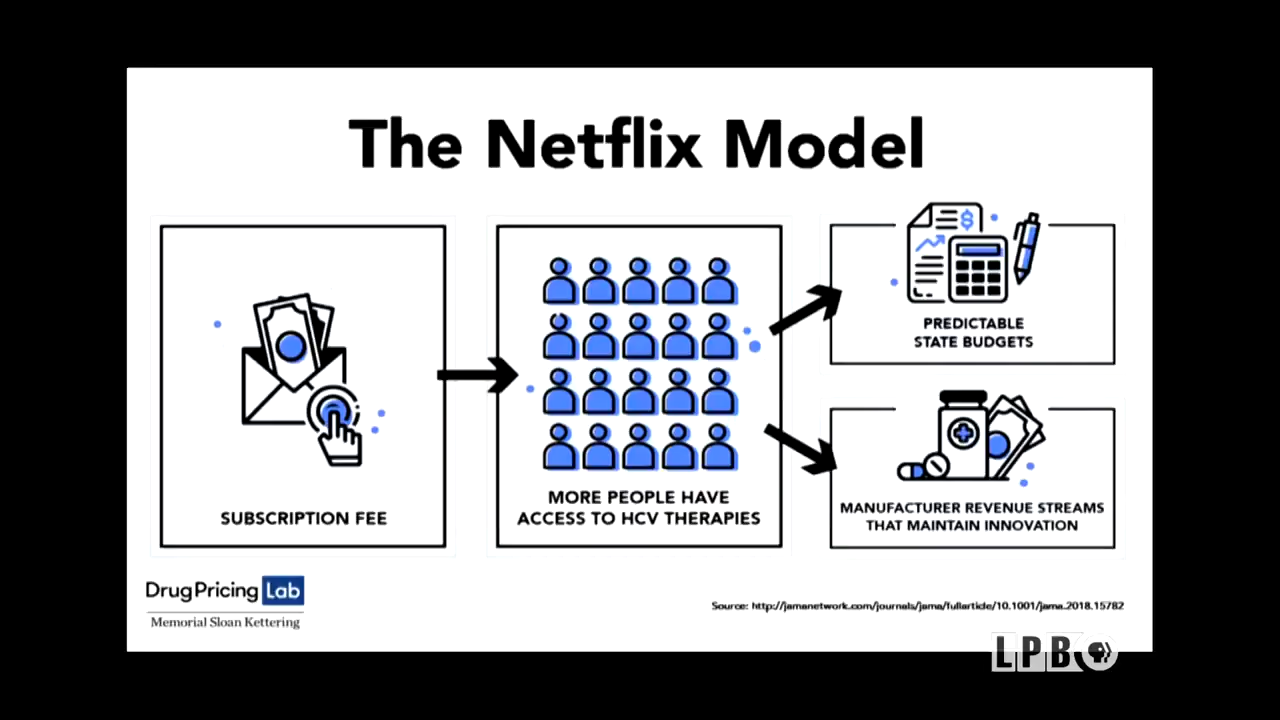 The Netflix Model
SUBSCRIPTION FEE
MORE PEOPLE HAVE
ACCESS TO HCV THERAPIES
$
PREDICTABLE
STATE BUDGETS
MANUFACTURER REVENUE STREAMS
THAT MAINTAIN INNOVATION
DrugPricing Lab
Memorial Sloan Kettering
Source: http://jamanetwork.com/journals/jama/fullarticle/10.1001/jama.2018.15782
LPB